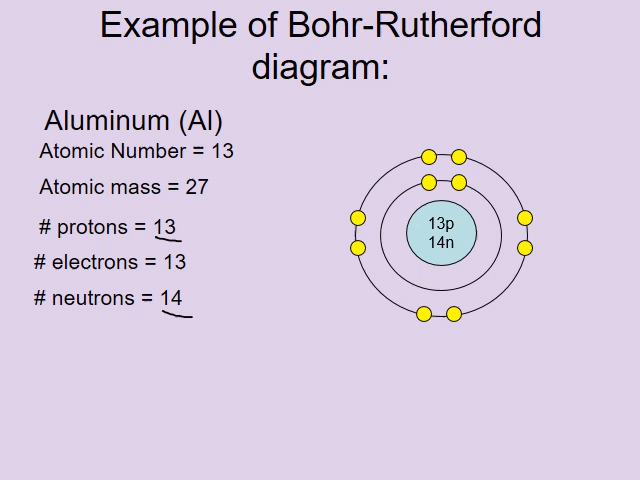 Example of Bohr-Rutherford
diagram:
Aluminum (Al)
Atomic Number = 13
Atomic mass = 27
# protons = 13
# electrons = 13
# neutrons = 14
13p
14n